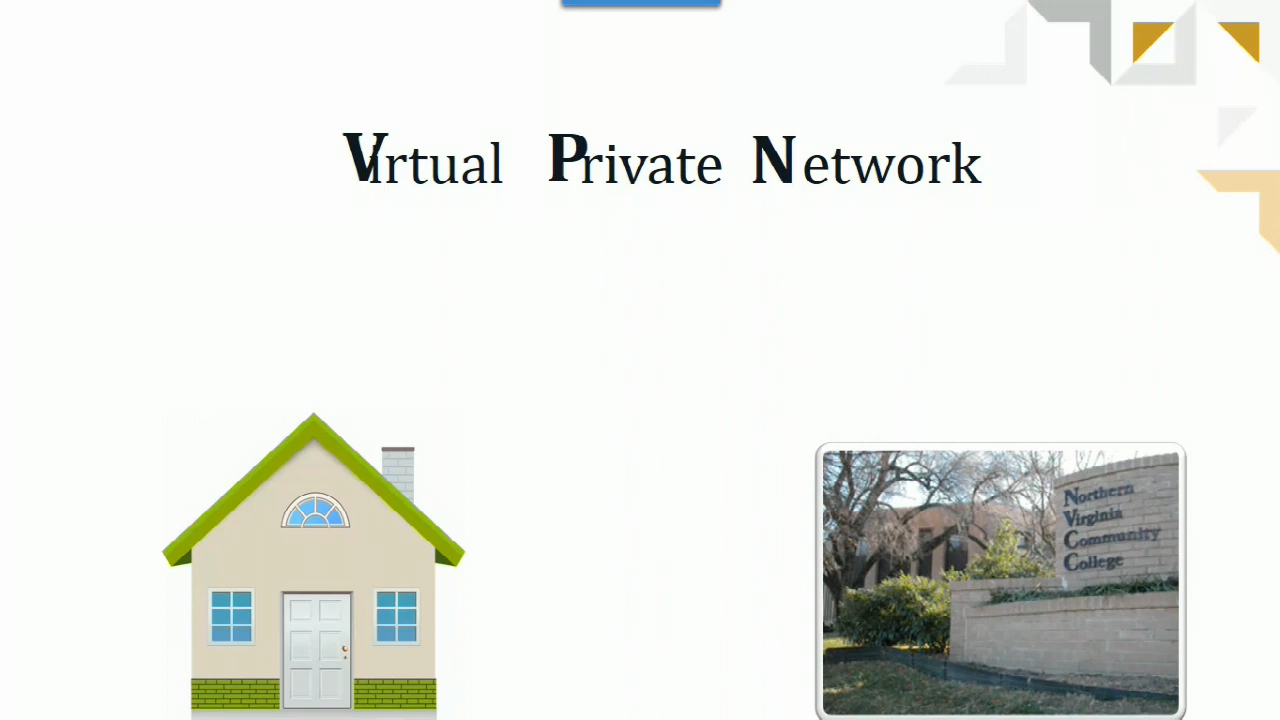 Virtual Private Network
Northern
Virginia
Community
College